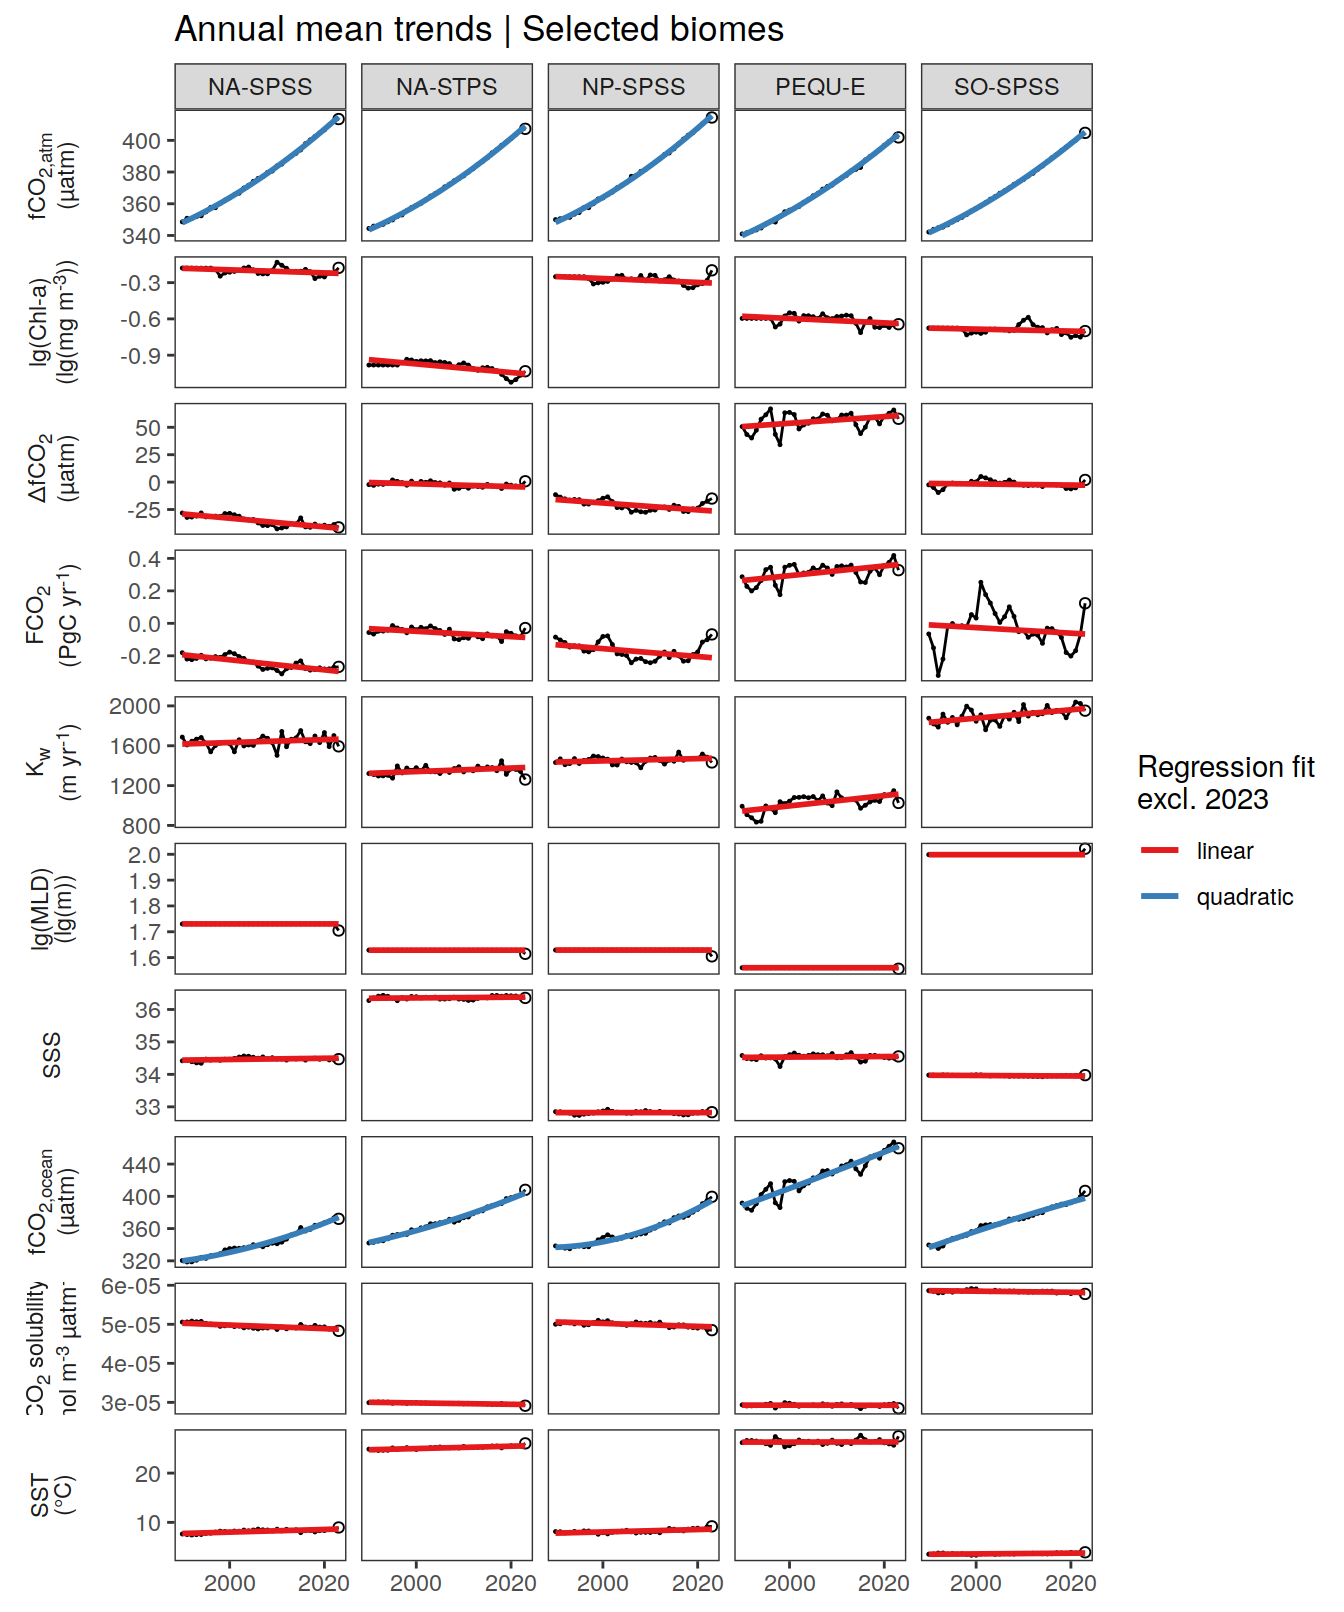 Annual mean trends | Selected biomes
NA-SPSS NA-STPS NP-SPSS PEQU-E SO-SPSS
fCO2,atm
(µatm)
400
380
360
340
lg(Chl-a)
(lg(mg m-3))
-0.3
-0.6
-0.9
ΔfCO2
(µatm)
50
25
0
-25
FCO2
(PgC yr-1)
0.4
0.2
0.0
-0.2
Kw
(m yr-1)
2000
1600
1200
800
lg(MLD)
(lg(m))
2.0
1.9
1.8
1.7
1.6
SSS
36
35
34
33
fCO2,ocean
(µatm)
440
400
360
320
CO2 solubility
nol m-3 µatm-
6e-05
5e-05
4e-05
3e-05
SST
(°C)
20
10
2000 2020 2000 2020 2000 2020 2000 2020 2000 2020
Regression fit
excl. 2023
linear
quadratic